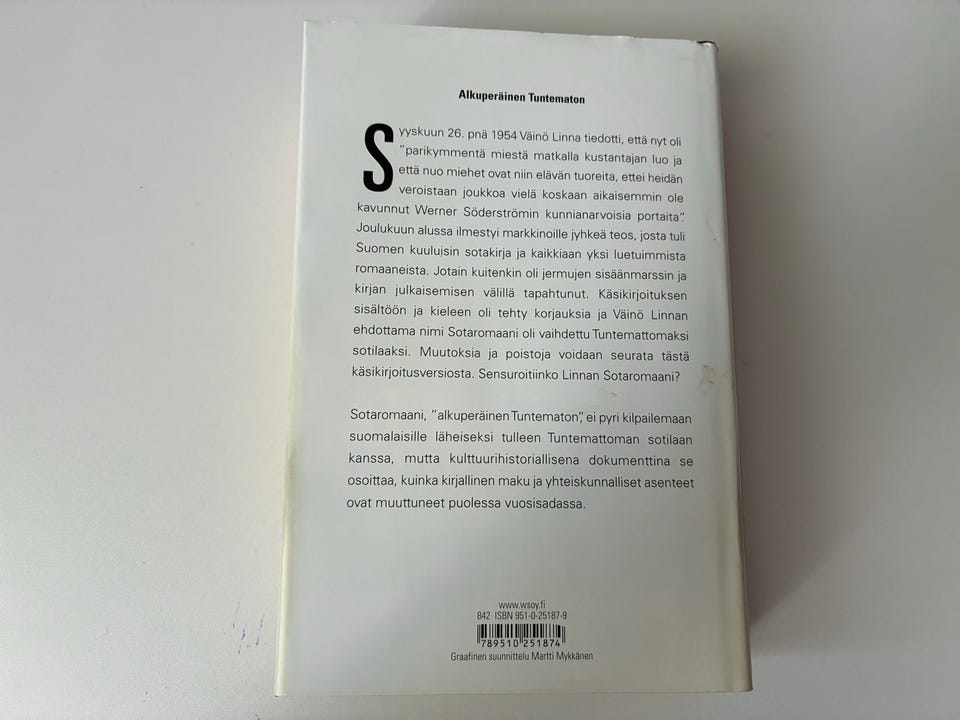 Alkuperäinen Tuntematon
Syyskuun 26. pnä 1954 Väinö Linna tiedotti, että nyt oli
"parikymmentä miestä matkalla kustantajan luo ja
että nuo miehet ovat niin elävän tuoreita, ettei heidän
veroistaan joukkoa vielä koskaan aikaisemmin ole
kavunnut Werner Söderströmin kunnianarvoisia portaita".
Joulukuun alussa ilmestyi markkinoille jyhkeä teos, josta tuli
Suomen kuuluisin sotakirja ja kaikkiaan yksi luetuimmista
romaaneista. Jotain kuitenkin oli jermujen sisäänmarssin ja
kirjan julkaisemisen välillä tapahtunut. Käsikirjoituksen
sisältöön ja kieleen oli tehty korjauksia ja Väinö Linnan
ehdottama nimi Sotaromaani oli vaihdettu Tuntemattomaksi
sotilaaksi. Muutoksia ja poistoja voidaan seurata tästä
käsikirjoitusversiosta. Sensuroitiinko Linnan Sotaromaani?
Sotaromaani, "alkuperäinen Tuntematon", ei pyri kilpailemaan
suomalaisille läheiseksi tulleen Tuntemattoman sotilaan
kanssa, mutta kulttuurihistoriallisena dokumenttina se
osoittaa, kuinka kirjallinen maku ja yhteiskunnalliset asenteet
ovat muuttuneet puolessa vuosisadassa.
www.wsoy.fi
842 ISBN 951-0-25187-9
789510 251874
Graafinen suunnittelu Martti Mykkänen